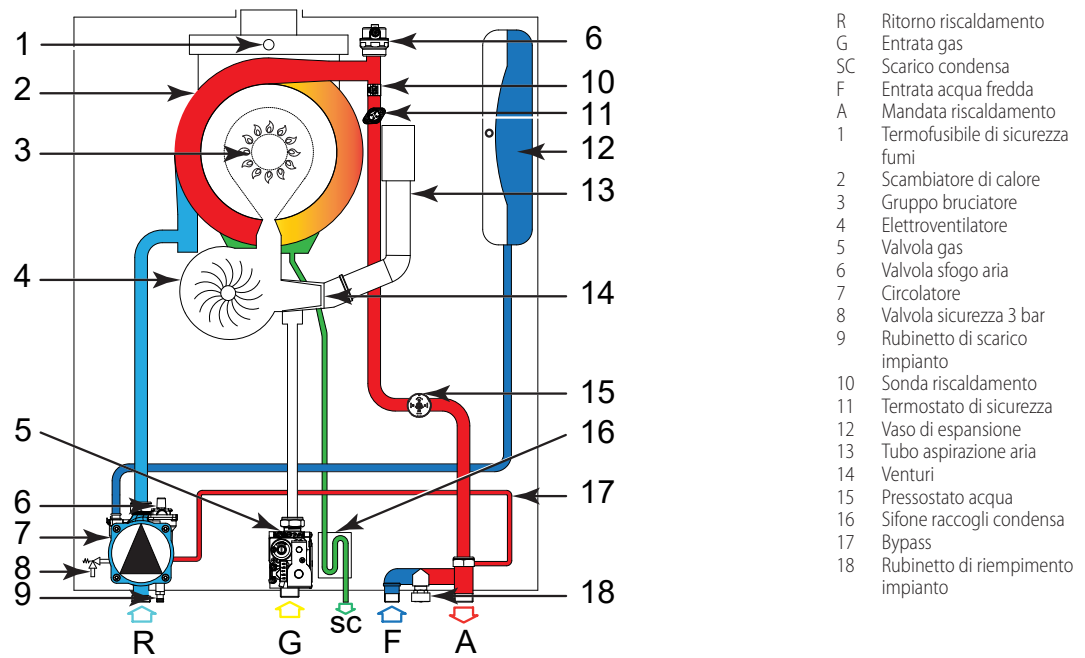 1
2
3
4
5
6
7
8
9
6
10
11
12
13
14
15
16
17
18
R
G
SC
F
A
R Ritorno riscaldamento
G Entrata gas
SC Scarico condensa
F Entrata acqua fredda
A Mandata riscaldamento
1 Termofusibile di sicurezza
fumi
2 Scambiatore di calore
3 Gruppo bruciatore
4 Elettroventilatore
5 Valvola gas
6 Valvola sfogo aria
7 Circolatore
8 Valvola sicurezza 3 bar
9 Rubinetto di scarico
impianto
10 Sonda riscaldamento
11 Termostato di sicurezza
12 Vaso di espansione
13 Tubo aspirazione aria
14 Venturi
15 Pressostato acqua
16 Sifone raccogli condensa
17 Bypass
18 Rubinetto di riempimento
impianto